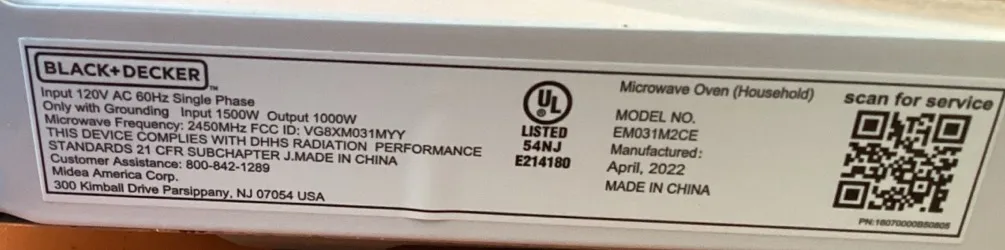 BLACK+DECKER™
Input 120V AC 60Hz Single Phase
Only with Grounding Input 1500W Output 1000W
Microwave Frequency: 2450MHz FCC ID: VG8XM031MYY
THIS DEVICE COMPLIES WITH DHHS RADIATION PERFORMANCE
STANDARDS 21 CFR SUBCHAPTER J.MADE IN CHINA
Customer Assistance: 800-842-1289
Midea America Corp.
300 Kimball Drive Parsippany, NJ 07054 USA
UL
LISTED
54NJ
E214180
Microwave Oven (Household)
MODEL NO.
EM031M2CE
Manufactured:
April, 2022
MADE IN CHINA
scan for service
PN:16070000B50805